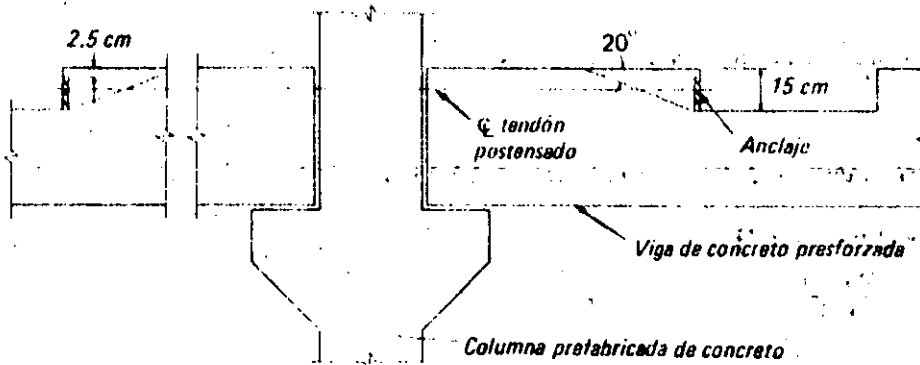 2.5 cm
20°
15 cm
℄ tendón
postensado
Anclaje
Viga de concreto presforzada
Columna prefabricada de concreto